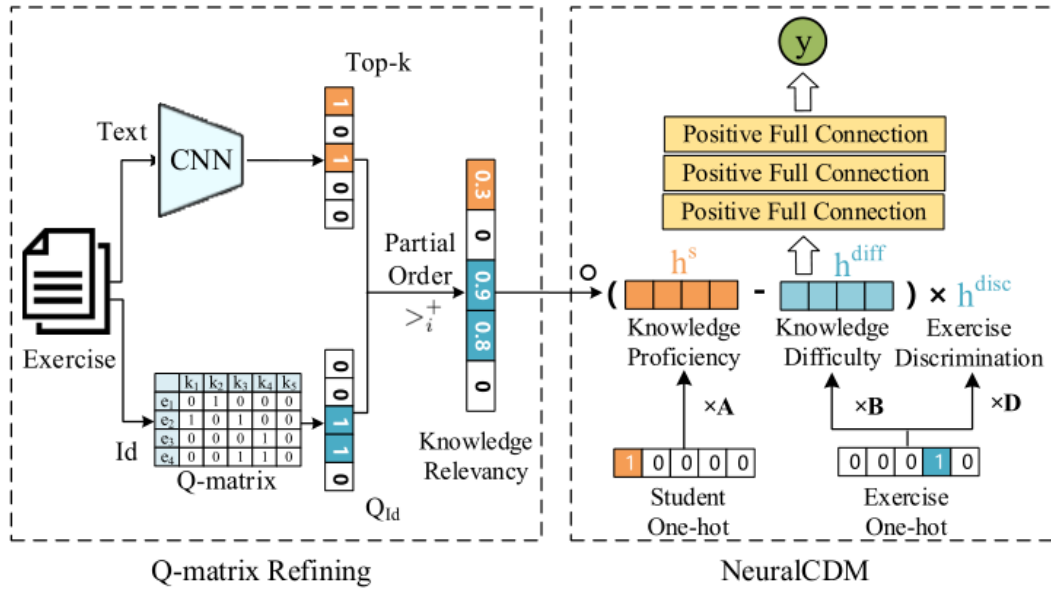 Text
CNN
Top-k
1
0
1
0
0
Exercise
Id
k1 k2 k3 k4 k5
e1 0 1 0 0 0
e2 1 0 1 0 0
e3 0 0 0 1 0
e4 0 0 1 1 0
Q-matrix
0
0
1
1
0
QId
Partial
Order
>i+
0.3
0
0.9
0.8
0
Knowledge
Relevancy
Q-matrix Refining
y
Positive Full Connection
Positive Full Connection
Positive Full Connection
∘ ( hs - hdiff ) × hdisc
Knowledge
Proficiency
Knowledge
Difficulty
Exercise
Discrimination
×A
×B
×D
1 0 0 0 0
Student
One-hot
0 0 0 1 0
Exercise
One-hot
NeuralCDM